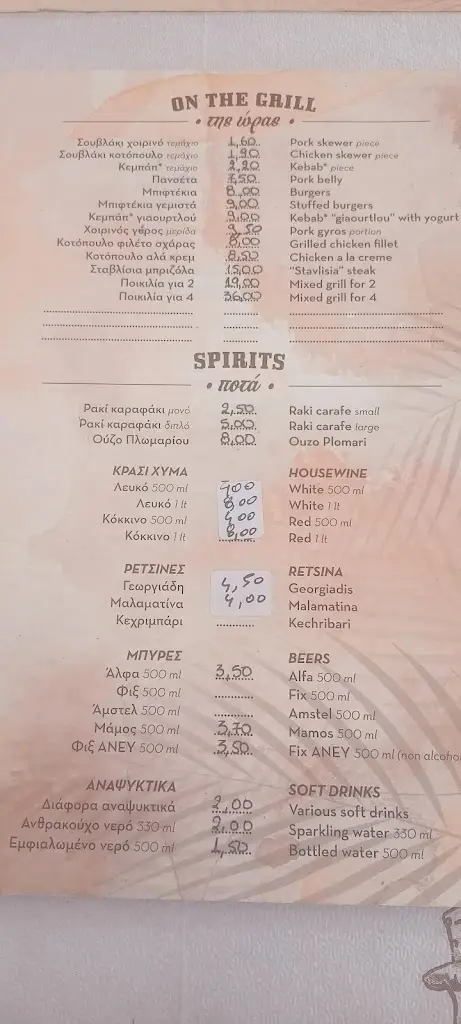 ON THE GRILL
• της ώρας •
Σουβλάκι χοιρινό τεμάχιο 1,60 Pork skewer piece
Σουβλάκι κοτόπουλο τεμάχιο 1,90 Chicken skewer piece
Κεμπάπ* τεμάχιο 2,20 Kebab* piece
Πανσέτα 7,50 Pork belly
Μπιφτέκια 8,00 Burgers
Μπιφτέκια γεμιστά 9,00 Stuffed burgers
Κεμπάπ* γιαουρτλού 9,00 Kebab* "giaourtlou" with yogurt
Χοιρινός γύρος μερίδα 9,50 Pork gyros portion
Κοτόπουλο φιλέτο σχάρας 8,00 Grilled chicken fillet
Κοτόπουλο αλά κρεμ 8,50 Chicken a la creme
Σταβλίσια μπριζόλα 15,00 "Stavlisia" steak
Ποικιλία για 2 19,00 Mixed grill for 2
Ποικιλία για 4 36,00 Mixed grill for 4
SPIRITS
• ποτά •
Ρακί καραφάκι μονό 2,50 Raki carafe small
Ρακί καραφάκι διπλό 5,00 Raki carafe large
Ούζο Πλωμαρίου 8,00 Ouzo Plomari
ΚΡΑΣΙ ΧΥΜΑ HOUSEWINE
Λευκό 500 ml White 500 ml
Λευκό 1 lt 8,00 White 1 lt
Κόκκινο 500 ml 4,00 Red 500 ml
Κόκκινο 1 lt 8,00 Red 1 lt
ΡΕΤΣΙΝΕΣ RETSINA
Γεωργιάδη 4,50 Georgiadis
Μαλαματίνα 4,00 Malamatina
Κεχριμπάρι Kechribari
ΜΠΥΡΕΣ BEERS
Άλφα 500 ml 3,50 Alfa 500 ml
Φιξ 500 ml Fix 500 ml
Άμστελ 500 ml Amstel 500 ml
Μάμος 500 ml 3,70 Mamos 500 ml
Φιξ ΑΝΕΥ 500 ml 3,50 Fix ANEY 500 ml (non alcoho
ΑΝΑΨΥΚΤΙΚΑ SOFT DRINKS
Διάφορα αναψυκτικά 2,00 Various soft drinks
Ανθρακούχο νερό 330 ml 2,00 Sparkling water 330 ml
Εμφιαλωμένο νερό 500 ml 1,50 Bottled water 500 ml